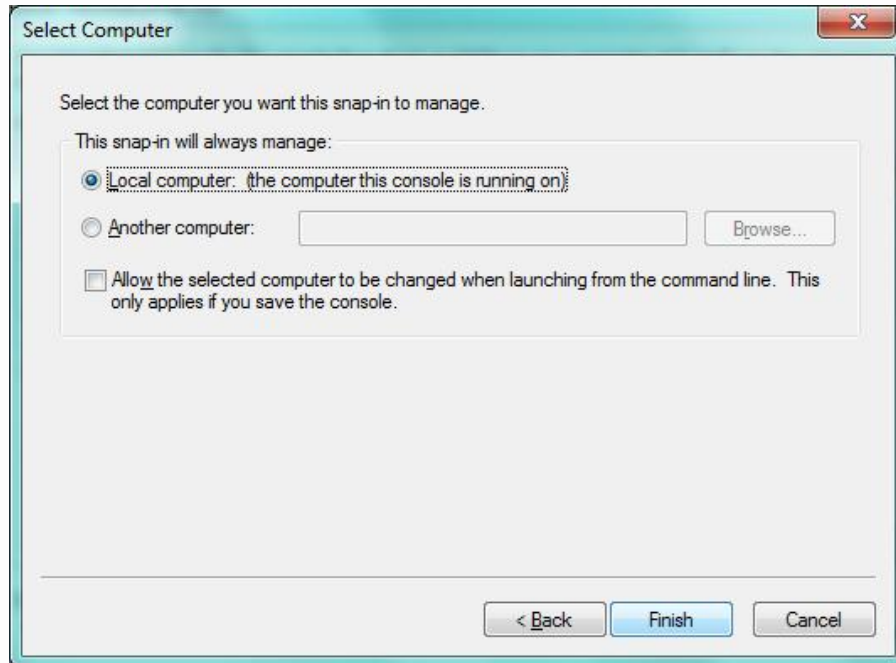 Select Computer
Select the computer you want this snap-in to manage.
This snap-in will always manage:
Local computer: (the computer this console is running on)
Another computer:
Browse...
Allow the selected computer to be changed when launching from the command line. This
only applies if you save the console.
< Back
Finish
Cancel